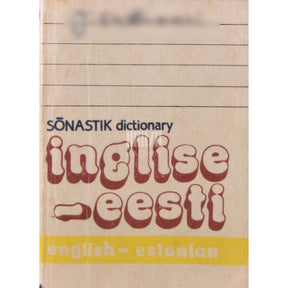 SÕNASTIK dictionary
inglise
-eesti
english - estonian